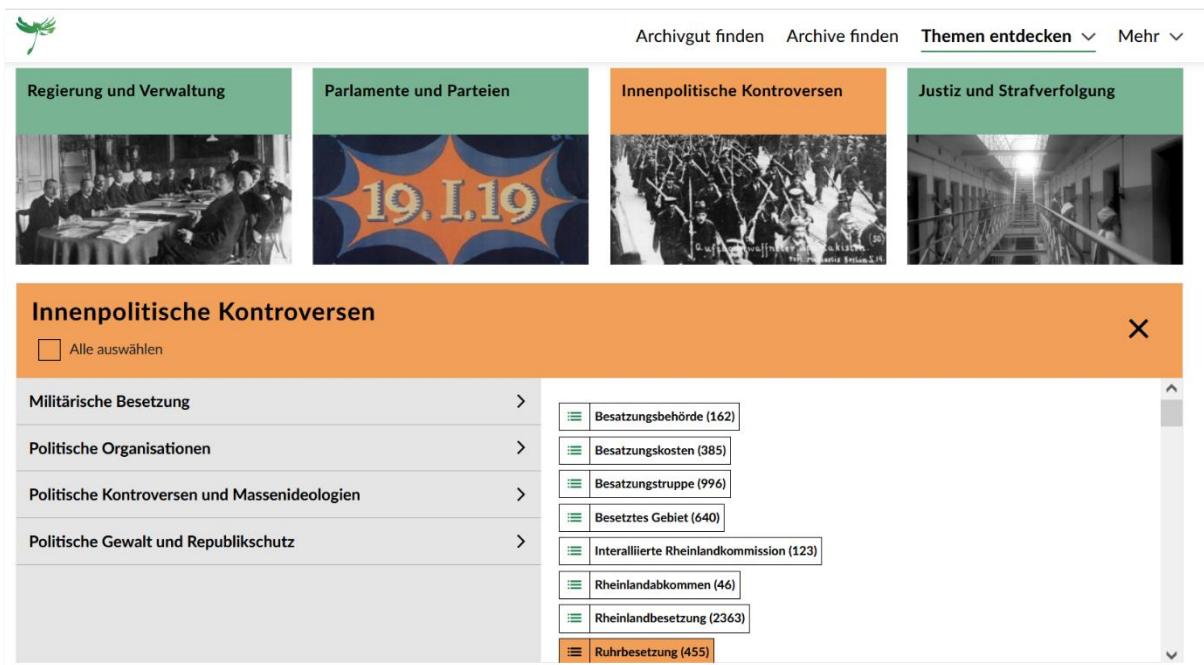 Archivgut finden Archive finden Themen entdecken Mehr
Regierung und Verwaltung Parlamente und Parteien Innenpolitische Kontroversen Justiz und Strafverfolgung
19. I. 19
(50)
Innenpolitische Kontroversen
Alle auswählen
Militärische Besetzung
Politische Organisationen
Politische Kontroversen und Massenideologien
Politische Gewalt und Republikschutz
Besatzungsbehörde (162)
Besatzungskosten (385)
Besatzungstruppe (996)
Besetztes Gebiet (640)
Interalliierte Rheinlandkommission (123)
Rheinlandabkommen (46)
Rheinlandbesetzung (2363)
Ruhrbesetzung (455)